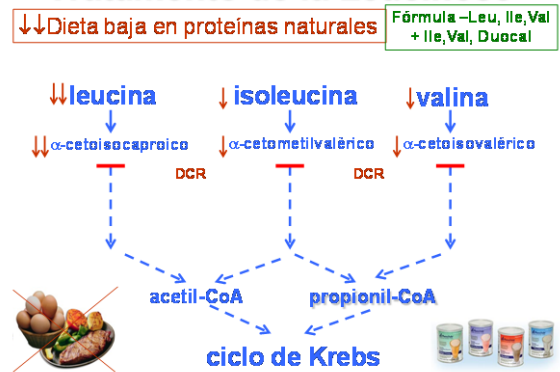 ↓↓Dieta baja en proteínas naturales
Fórmula –Leu, Ile,Val
+ Ile,Val, Duocal
↓↓leucina ↓ isoleucina ↓valina
↓↓α-cetoisocaproico ↓α-cetometilvalèrico ↓α-cetoisovalérico
DCR DCR
acetil-CoA propionil-CoA
ciclo de Krebs